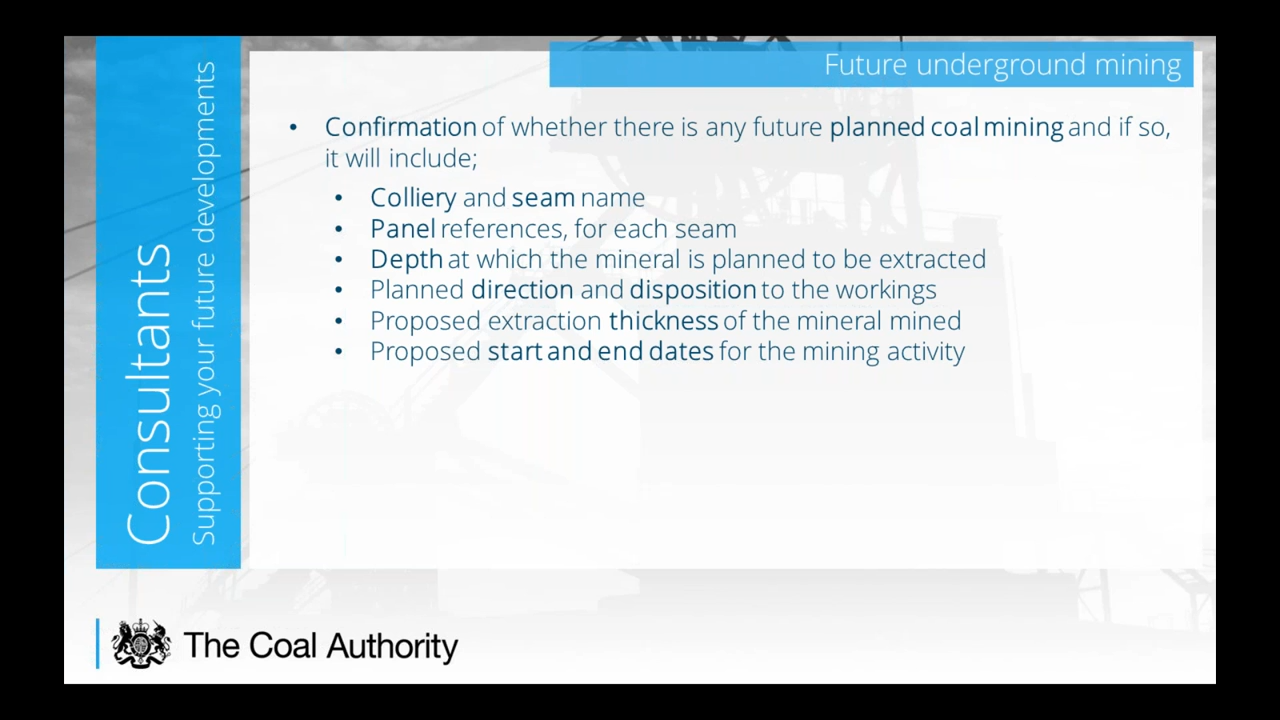 Future underground mining
Consultants
Supporting your future developments
• Confirmation of whether there is any future planned coal mining and if so,
it will include;
• Colliery and seam name
• Panel references, for each seam
• Depth at which the mineral is planned to be extracted
• Planned direction and disposition to the workings
• Proposed extraction thickness of the mineral mined
• Proposed start and end dates for the mining activity
The Coal Authority